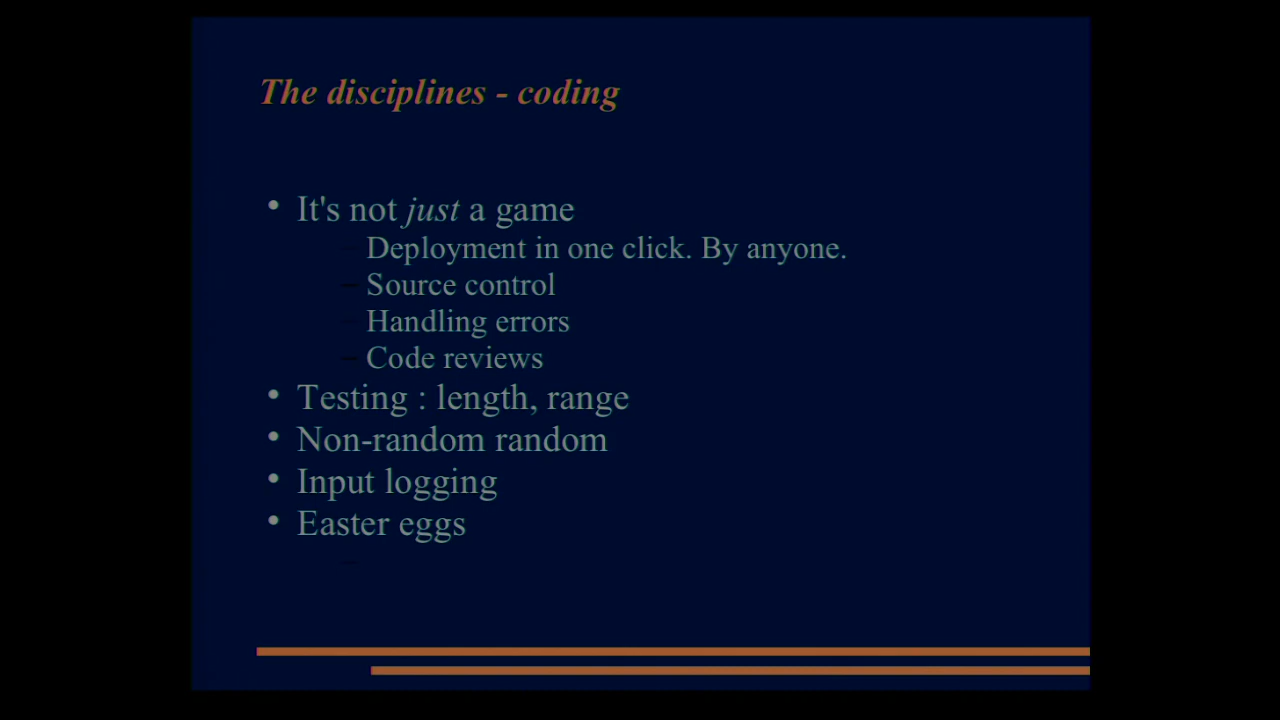 The disciplines - coding
• It's not just a game
– Deployment in one click. By anyone.
– Source control
– Handling errors
– Code reviews
• Testing : length, range
• Non-random random
• Input logging
• Easter eggs
–